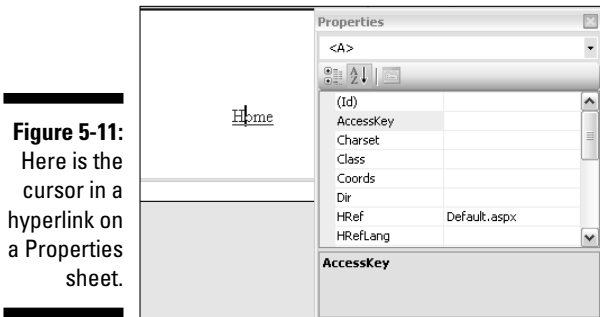 Figure 5-11:
Here is the
cursor in a
hyperlink on
a Properties
sheet.
Home
Properties
<A>
(Id)
AccessKey
Charset
Class
Coords
Dir
HRef Default.aspx
HRefLang
AccessKey